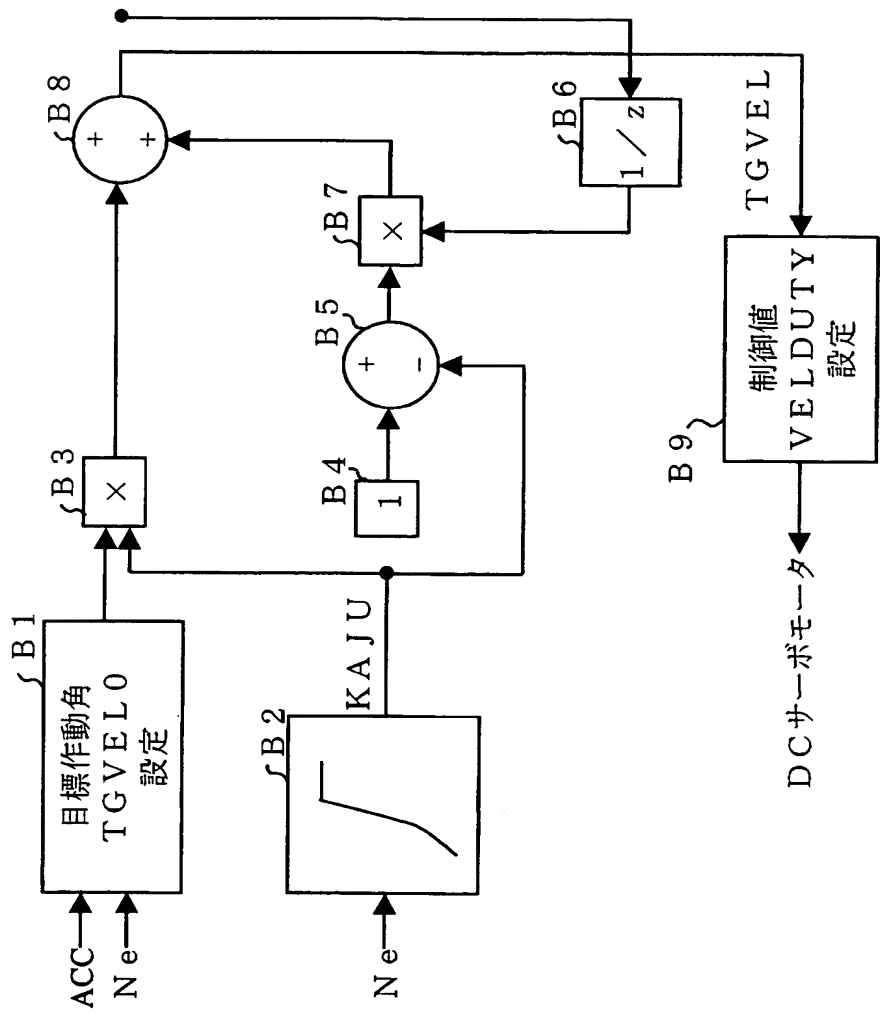 ACC
Ne
目標作動角
TGVEL0
設定
B1
Ne
B2
KAJU
B3
×
B4
1
B5
+
−
B7
×
B8
+
+
B6
1/z
TGVEL
B9
制御値
VELDUTY
設定
DCサーボモータ